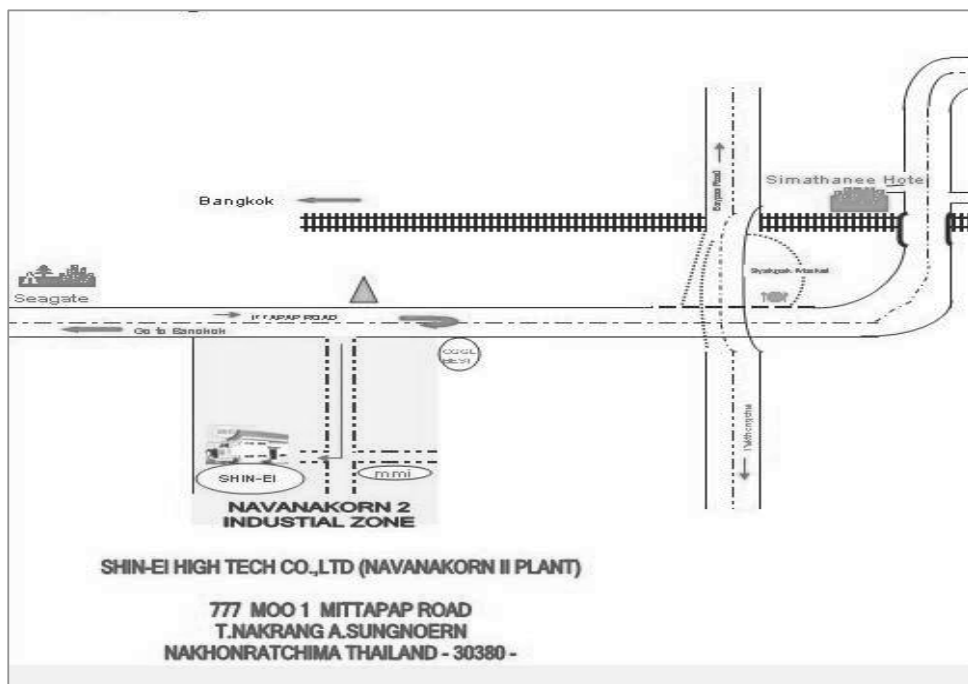 Bangkok
Simathanee Hotel
Seagate
ROAD
Go to Bangkok
SHIN-EI
mmi
NAVANAKORN 2
INDUSTIAL ZONE
SHIN-EI HIGH TECH CO.,LTD (NAVANAKORN II PLANT)
777 MOO 1 MITTAPAP ROAD
T.NAKRANG A.SUNGNOERN
NAKHONRATCHIMA THAILAND - 30380 -